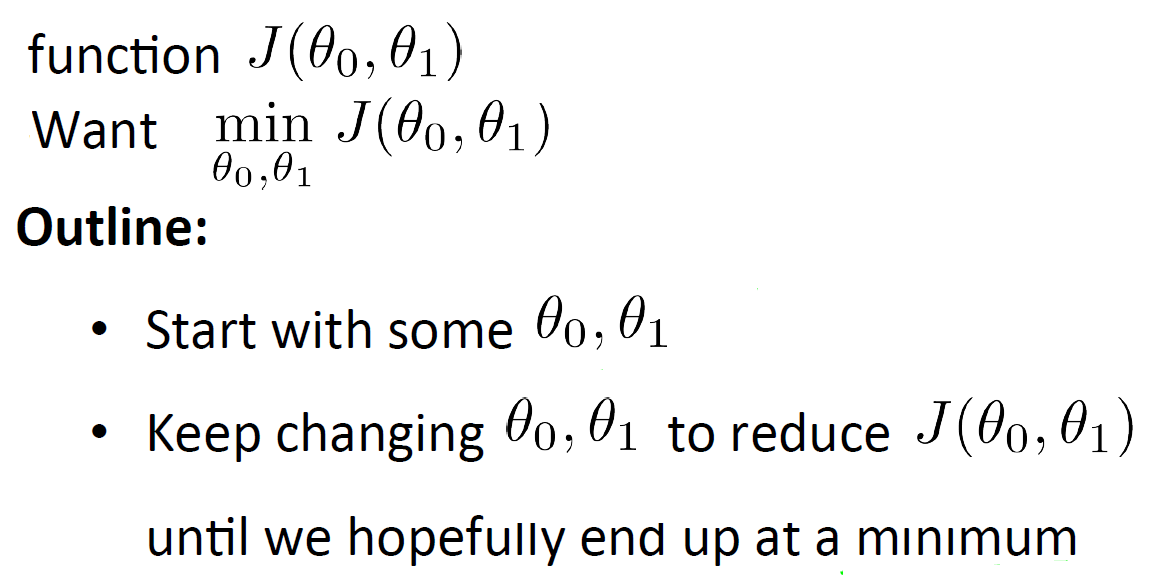 function J(θ₀, θ₁)
Want min J(θ₀, θ₁)
θ₀,θ₁
Outline:
• Start with some θ₀, θ₁
• Keep changing θ₀, θ₁ to reduce J(θ₀, θ₁)
until we hopefully end up at a minimum